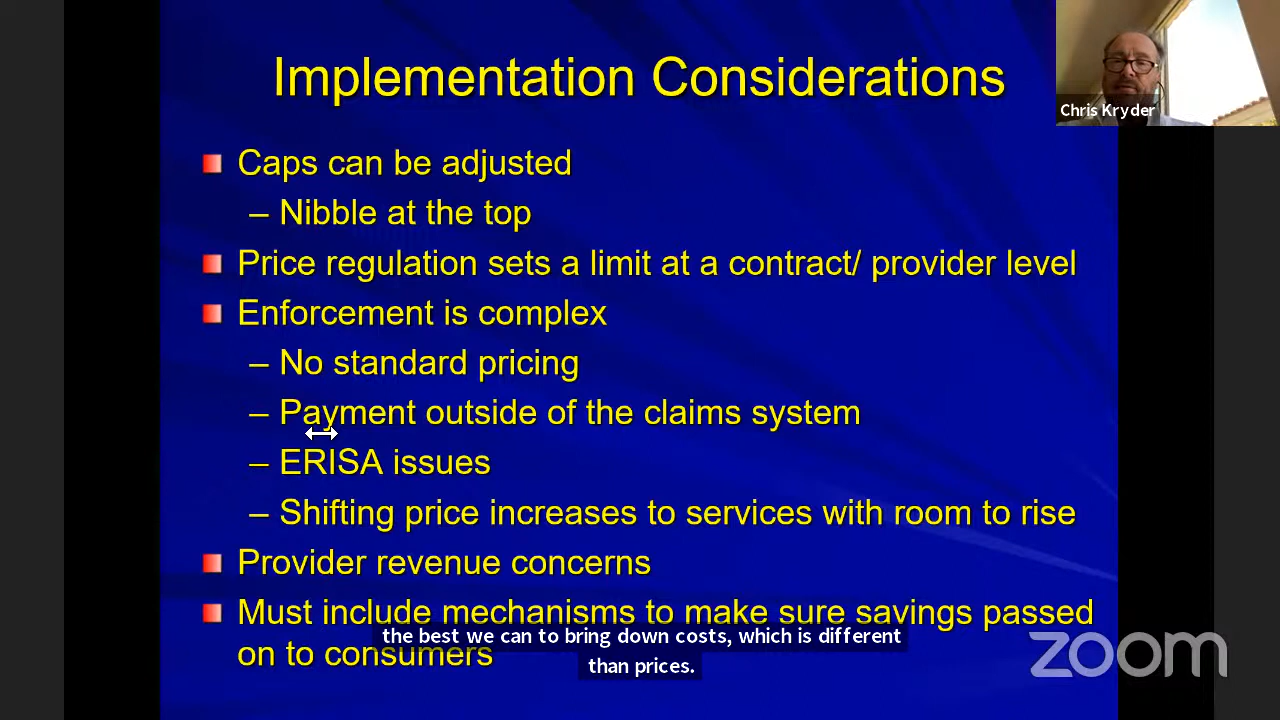 Implementation Considerations
Chris Kryder
Caps can be adjusted
– Nibble at the top
Price regulation sets a limit at a contract/ provider level
Enforcement is complex
– No standard pricing
– Payment outside of the claims system
– ERISA issues
– Shifting price increases to services with room to rise
Provider revenue concerns
Must include mechanisms to make sure savings passed
on to consumers
the best we can to bring down costs, which is different
than prices.
zoom